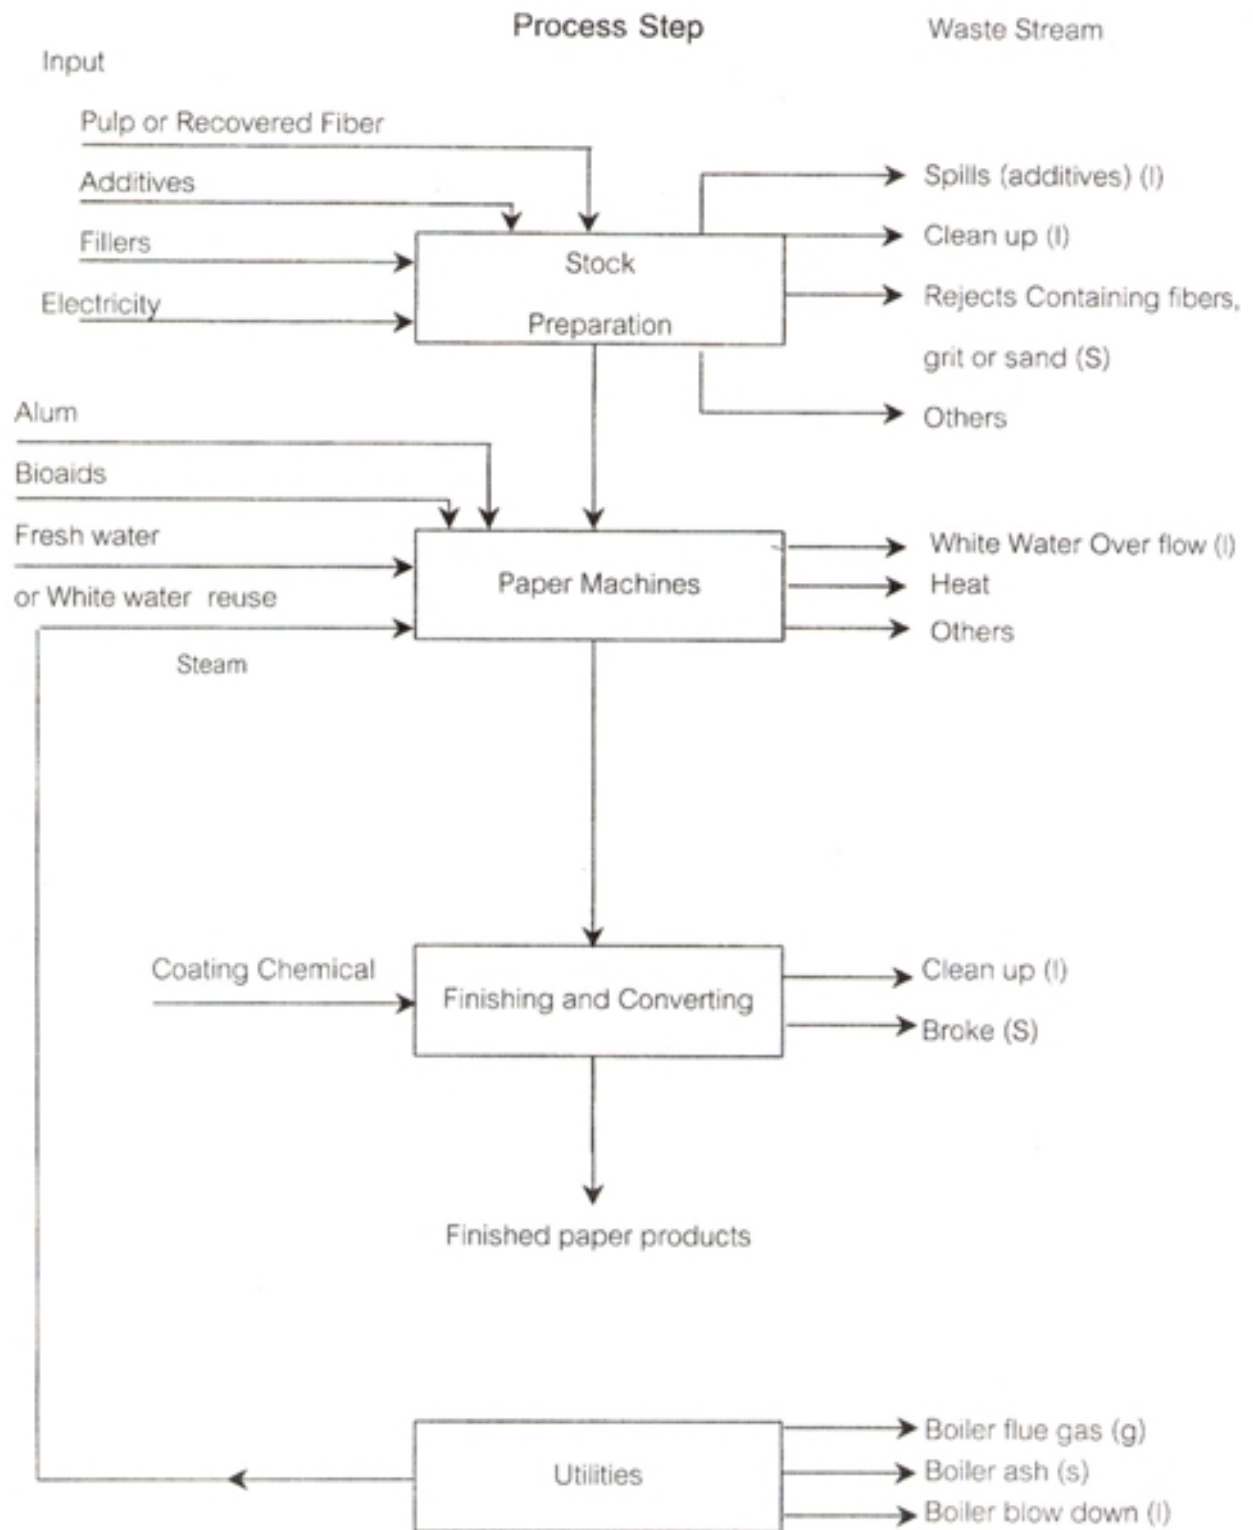 Process Step
Waste Stream
Input
Pulp or Recovered Fiber
Additives
Fillers
Electricity
Stock
Preparation
Spills (additives) (l)
Clean up (l)
Rejects Containing fibers,
grit or sand (S)
Others
Alum
Bioaids
Fresh water
or White water reuse
Steam
Paper Machines
White Water Over flow (l)
Heat
Others
Coating Chemical
Finishing and Converting
Clean up (l)
Broke (S)
Finished paper products
Utilities
Boiler flue gas (g)
Boiler ash (s)
Boiler blow down (l)